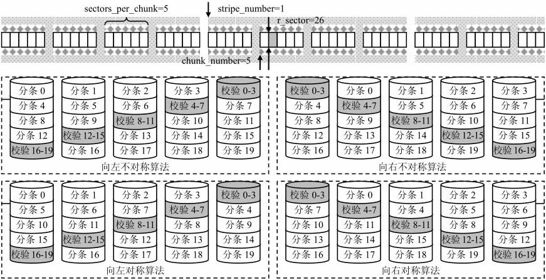 sectors_per_chunk=5 stripe_number=1
r_sector=26
chunk_number=5
分条 0 分条 1 分条 2 分条 3 校验 0-3 校验 0-3 分条 0 分条 1 分条 2 分条 3
分条 4 分条 5 分条 6 校验 4-7 分条 7 分条 4 校验 4-7 分条 5 分条 6 分条 7
分条 8 分条 9 校验 8-11 分条 10 分条 11 分条 8 分条 9 校验 8-11 分条 10 分条 11
分条 12 校验 12-15 分条 13 分条 14 分条 15 分条 12 分条 13 分条 14 校验 12-15 分条 15
校验 16-19 分条 16 分条 17 分条 18 分条 19 分条 16 分条 17 分条 18 分条 19 校验 16-19
向左不对称算法 向右不对称算法
分条 0 分条 1 分条 2 分条 3 校验 0-3 校验 0-3 分条 0 分条 1 分条 2 分条 3
分条 5 分条 6 分条 7 校验 4-7 分条 4 分条 7 校验 4-7 分条 4 分条 5 分条 6
分条 10 分条 11 校验 8-11 分条 8 分条 9 分条 10 分条 11 校验 8-11 分条 8 分条 9
分条 15 校验 12-15 分条 12 分条 13 分条 14 分条 13 分条 14 分条 15 校验 12-15 分条 12
校验 16-19 分条 16 分条 17 分条 18 分条 19 分条 16 分条 17 分条 18 分条 19 校验 16-19
向左对称算法 向右对称算法